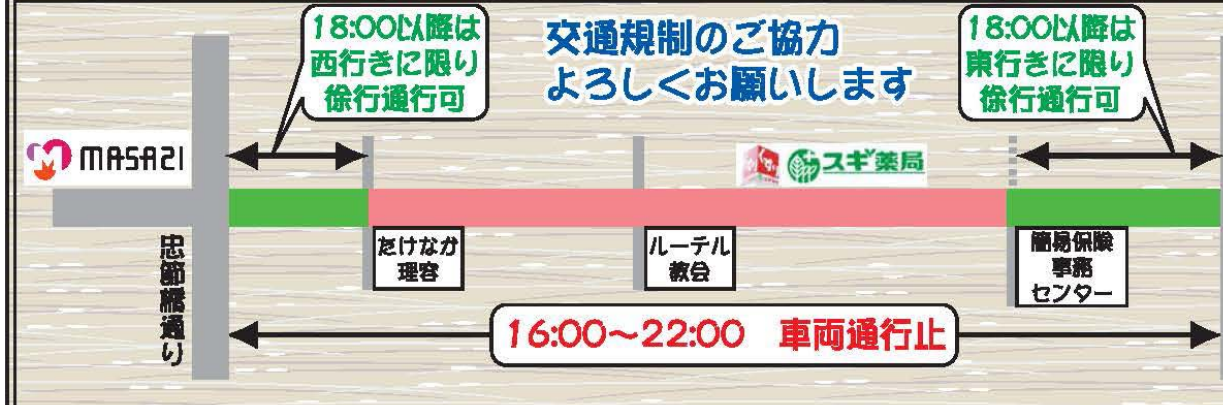 18:00以降は
西行きに限り
徐行通行可
交通規制のご協力
よろしくお願いします
18:00以降は
東行きに限り
徐行通行可
MASA21
スギ薬局
忠節橋通り
たけなか
理容
ルーテル
教会
簡易保険
事務
センター
16:00～22:00 車両通行止